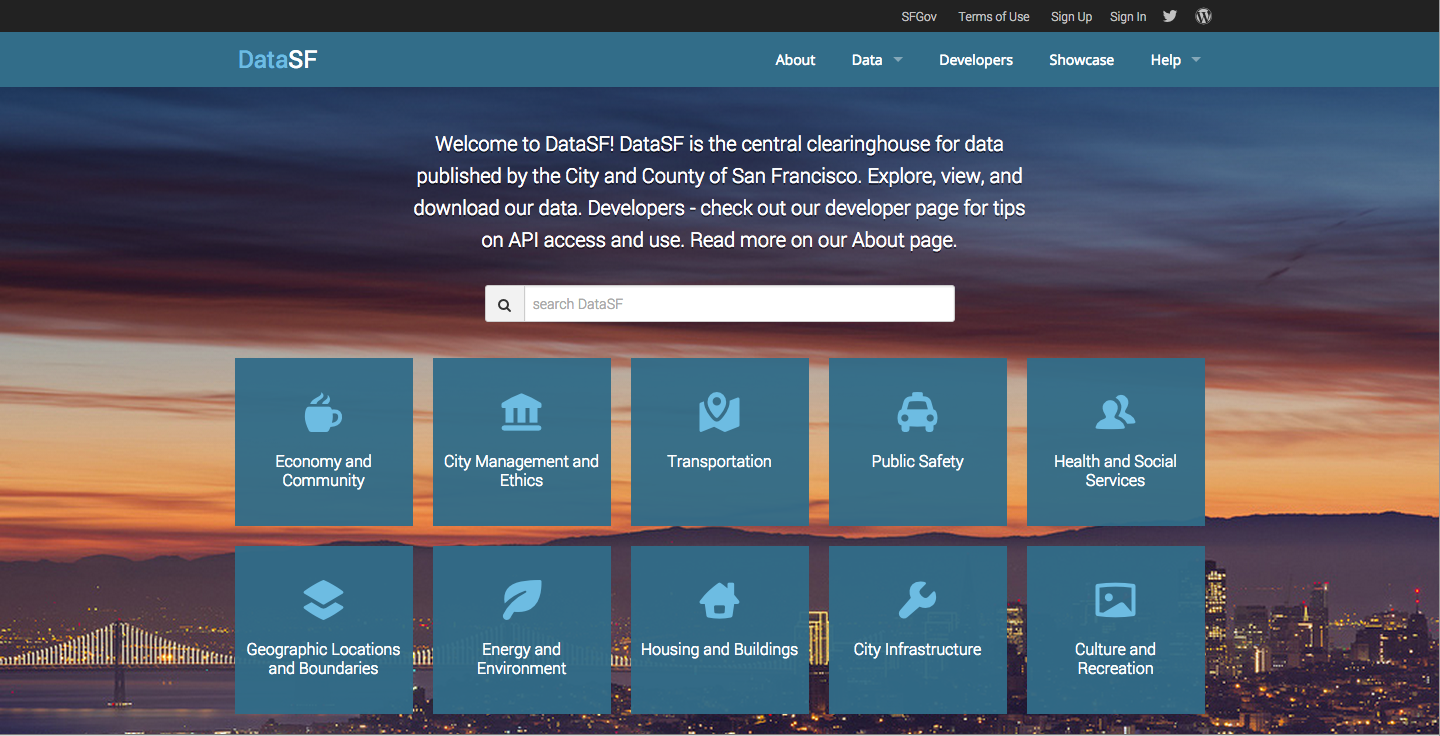 SFGov Terms of Use Sign Up Sign In
DataSF About Data Developers Showcase Help
Welcome to DataSF! DataSF is the central clearinghouse for data
published by the City and County of San Francisco. Explore, view, and
download our data. Developers - check out our developer page for tips
on API access and use. Read more on our About page.
search DataSF
Economy and
Community
City Management and
Ethics
Transportation
Public Safety
Health and Social
Services
Geographic Locations
and Boundaries
Energy and
Environment
Housing and Buildings
City Infrastructure
Culture and
Recreation